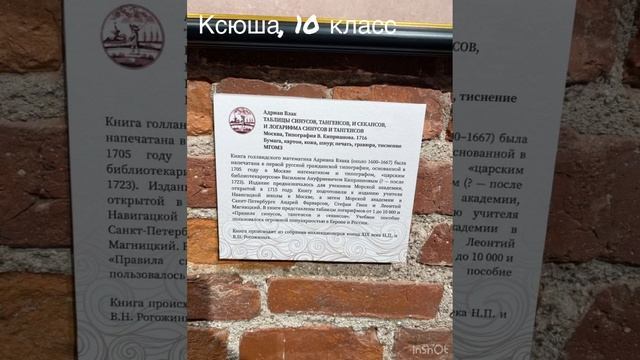 Ксюша, 10 класс
Адриан Влак
ТАБЛИЦЫ СИНУСОВ, ТАНГЕНСОВ, И СЕКАНСОВ,
И ЛОГАРИФМА СИНУСОВ И ТАНГЕНСОВ
Москва, Типография В. Киприанова. 1716
Бумага, картон, кожа, шнур; печать, гравюра, тиснение
МГОМЗ
Книга голландского математика Адриана Влака (около 1600–1667) была
напечатана в первой русской гражданской типографии, основанной в
1705 году в Москве математиком и типографом, «царским
библиотекариусом» Василием Ануфриевичем Киприановым (? — после
1723). Издание предназначалось для учеников Морской академии,
открытой в 1715 году. Книгу подготовили к изданию учителя
Навигацкой школы в Москве, а затем Морской академии в
Санкт-Петербурге Андрей Фарварсон, Стефан Гвин и Леонтий
Магницкий. В книге представлены таблицы логарифмов от 1 до 10 000 и
«Правила синусов, тангенсов и секансов». Учебное пособие
пользовалось огромной популярностью в Европе и России.
Книга происходит из собрания коллекционеров конца XIX века Н.П. и
В.Н. Рогожиных.
InShot